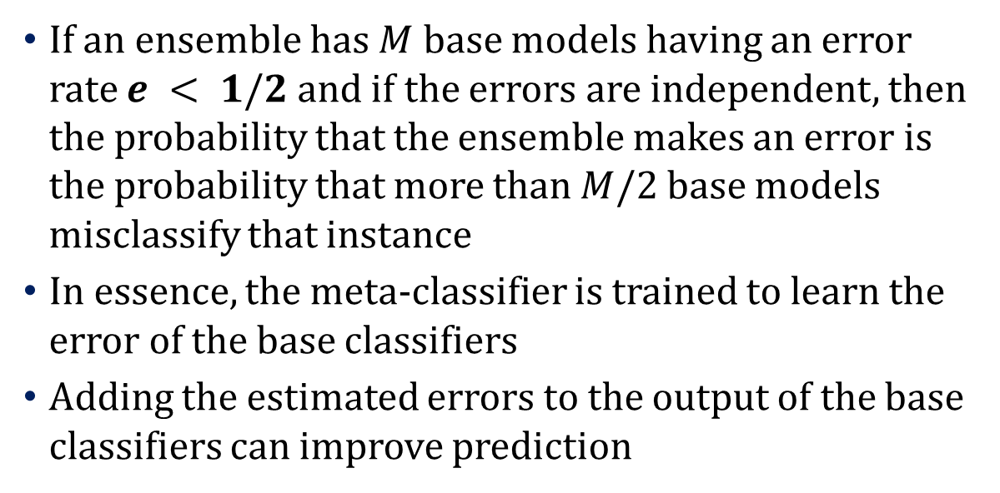 • If an ensemble has M base models having an error
rate e < 1/2 and if the errors are independent, then
the probability that the ensemble makes an error is
the probability that more than M/2 base models
misclassify that instance
• In essence, the meta-classifier is trained to learn the
error of the base classifiers
• Adding the estimated errors to the output of the base
classifiers can improve prediction